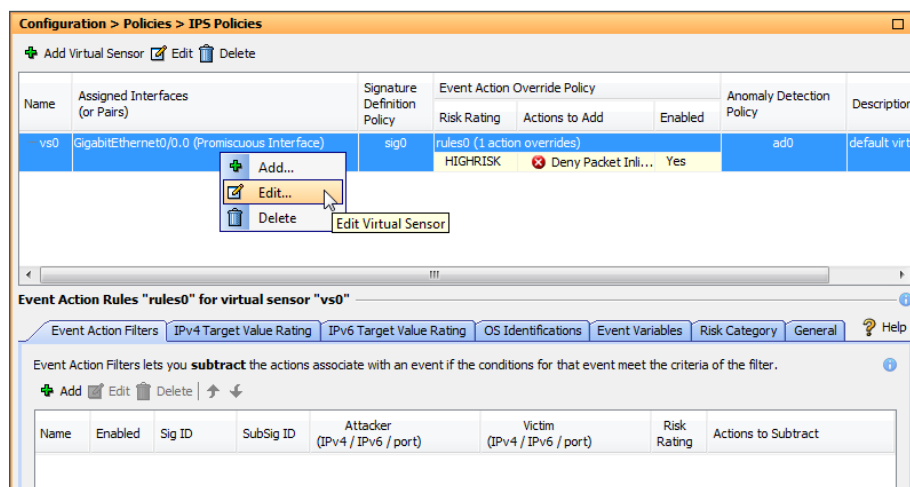 Configuration > Policies > IPS Policies
Add Virtual Sensor Edit Delete
Name
Assigned Interfaces
(or Pairs)
Signature
Definition
Policy
Event Action Override Policy
Risk Rating Actions to Add Enabled
Anomaly Detection
Policy
Description
vs0 GigabitEthernet0/0.0 (Promiscuous Interface) sig0 rules0 (1 action overrides) ad0 default virt
HIGHRISK Deny Packet Inli... Yes
Add...
Edit...
Delete
Edit Virtual Sensor
Event Action Rules "rules0" for virtual sensor "vs0"
Event Action Filters IPv4 Target Value Rating IPv6 Target Value Rating OS Identifications Event Variables Risk Category General Help
Event Action Filters lets you subtract the actions associate with an event if the conditions for that event meet the criteria of the filter.
Add Edit Delete
Name Enabled Sig ID SubSig ID
Attacker
(IPv4 / IPv6 / port)
Victim
(IPv4 / IPv6 / port)
Risk
Rating
Actions to Subtract